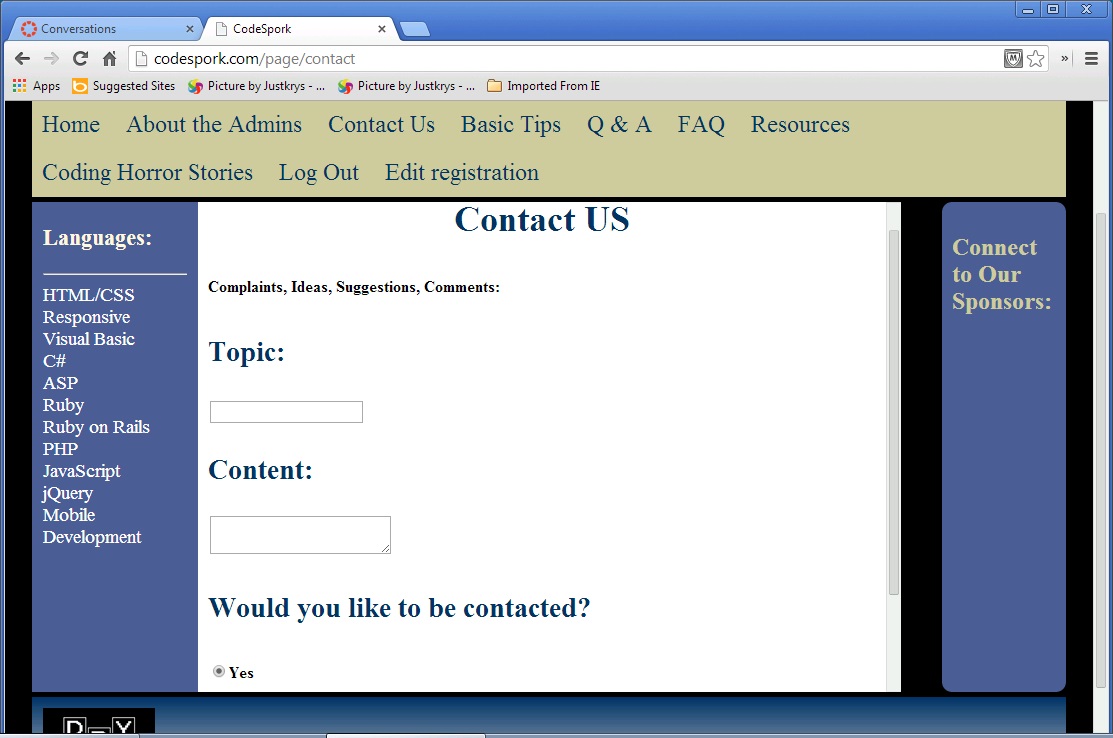 Conversations
CodeSpork
codespork.com/page/contact
Apps Suggested Sites Picture by Justkrys - ... Picture by Justkrys - ... Imported From IE
Home About the Admins Contact Us Basic Tips Q & A FAQ Resources
Coding Horror Stories Log Out Edit registration
Languages:
HTML/CSS
Responsive
Visual Basic
C#
ASP
Ruby
Ruby on Rails
PHP
JavaScript
jQuery
Mobile
Development
Contact US
Complaints, Ideas, Suggestions, Comments:
Topic:
Content:
Would you like to be contacted?
Yes
Connect
to Our
Sponsors: